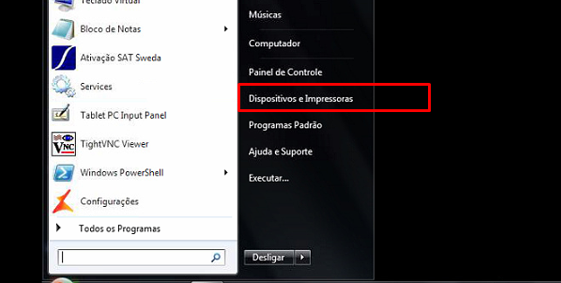 Teclado Virtual
Bloco de Notas
Ativação SAT Sweda
Services
Tablet PC Input Panel
TightVNC Viewer
Windows PowerShell
Configurações
Todos os Programas
Músicas
Computador
Painel de Controle
Dispositivos e Impressoras
Programas Padrão
Ajuda e Suporte
Executar...
Desligar